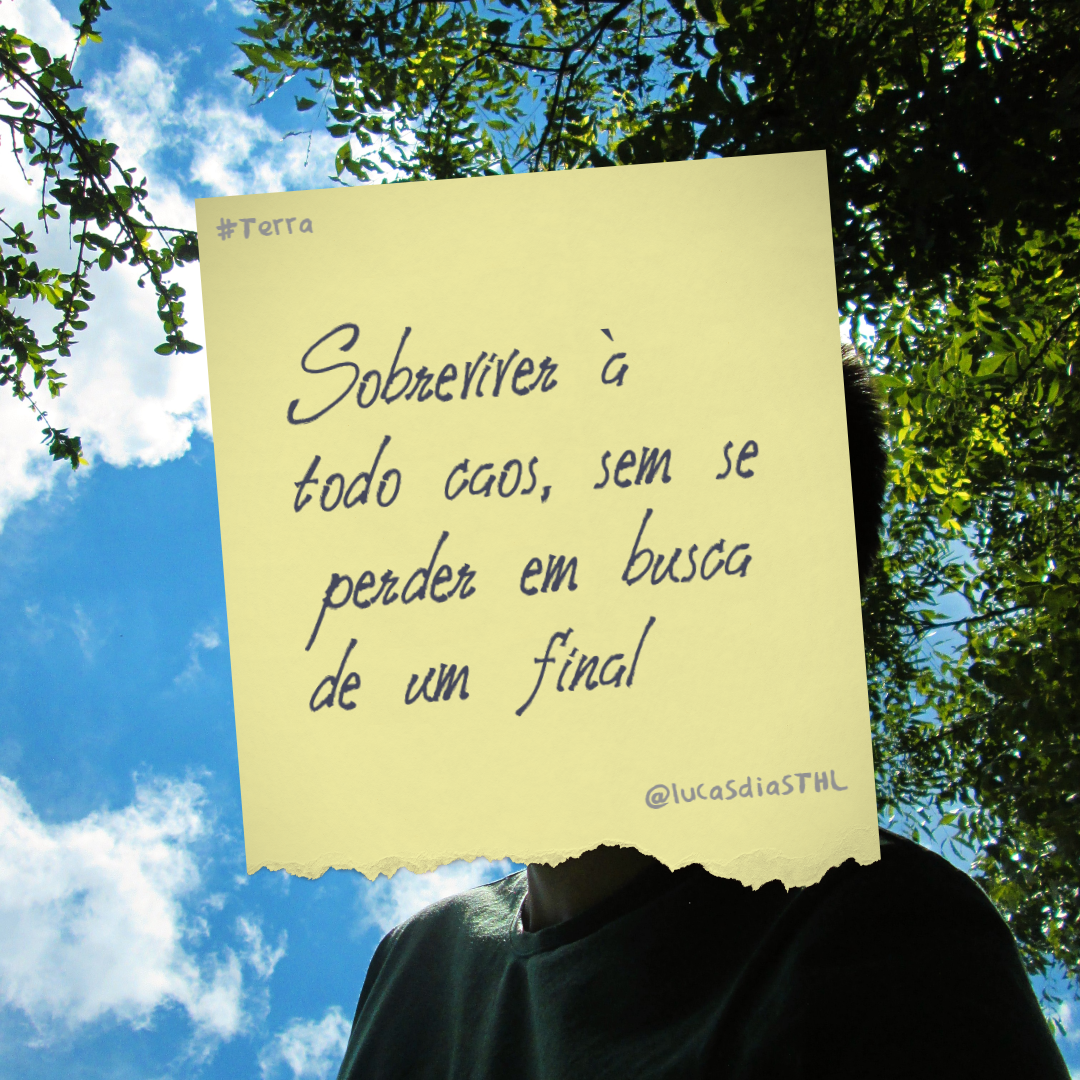 #Terra
Sobreviver à
todo caos, sem se
perder em busca
de um final
@lucasdiasTHL